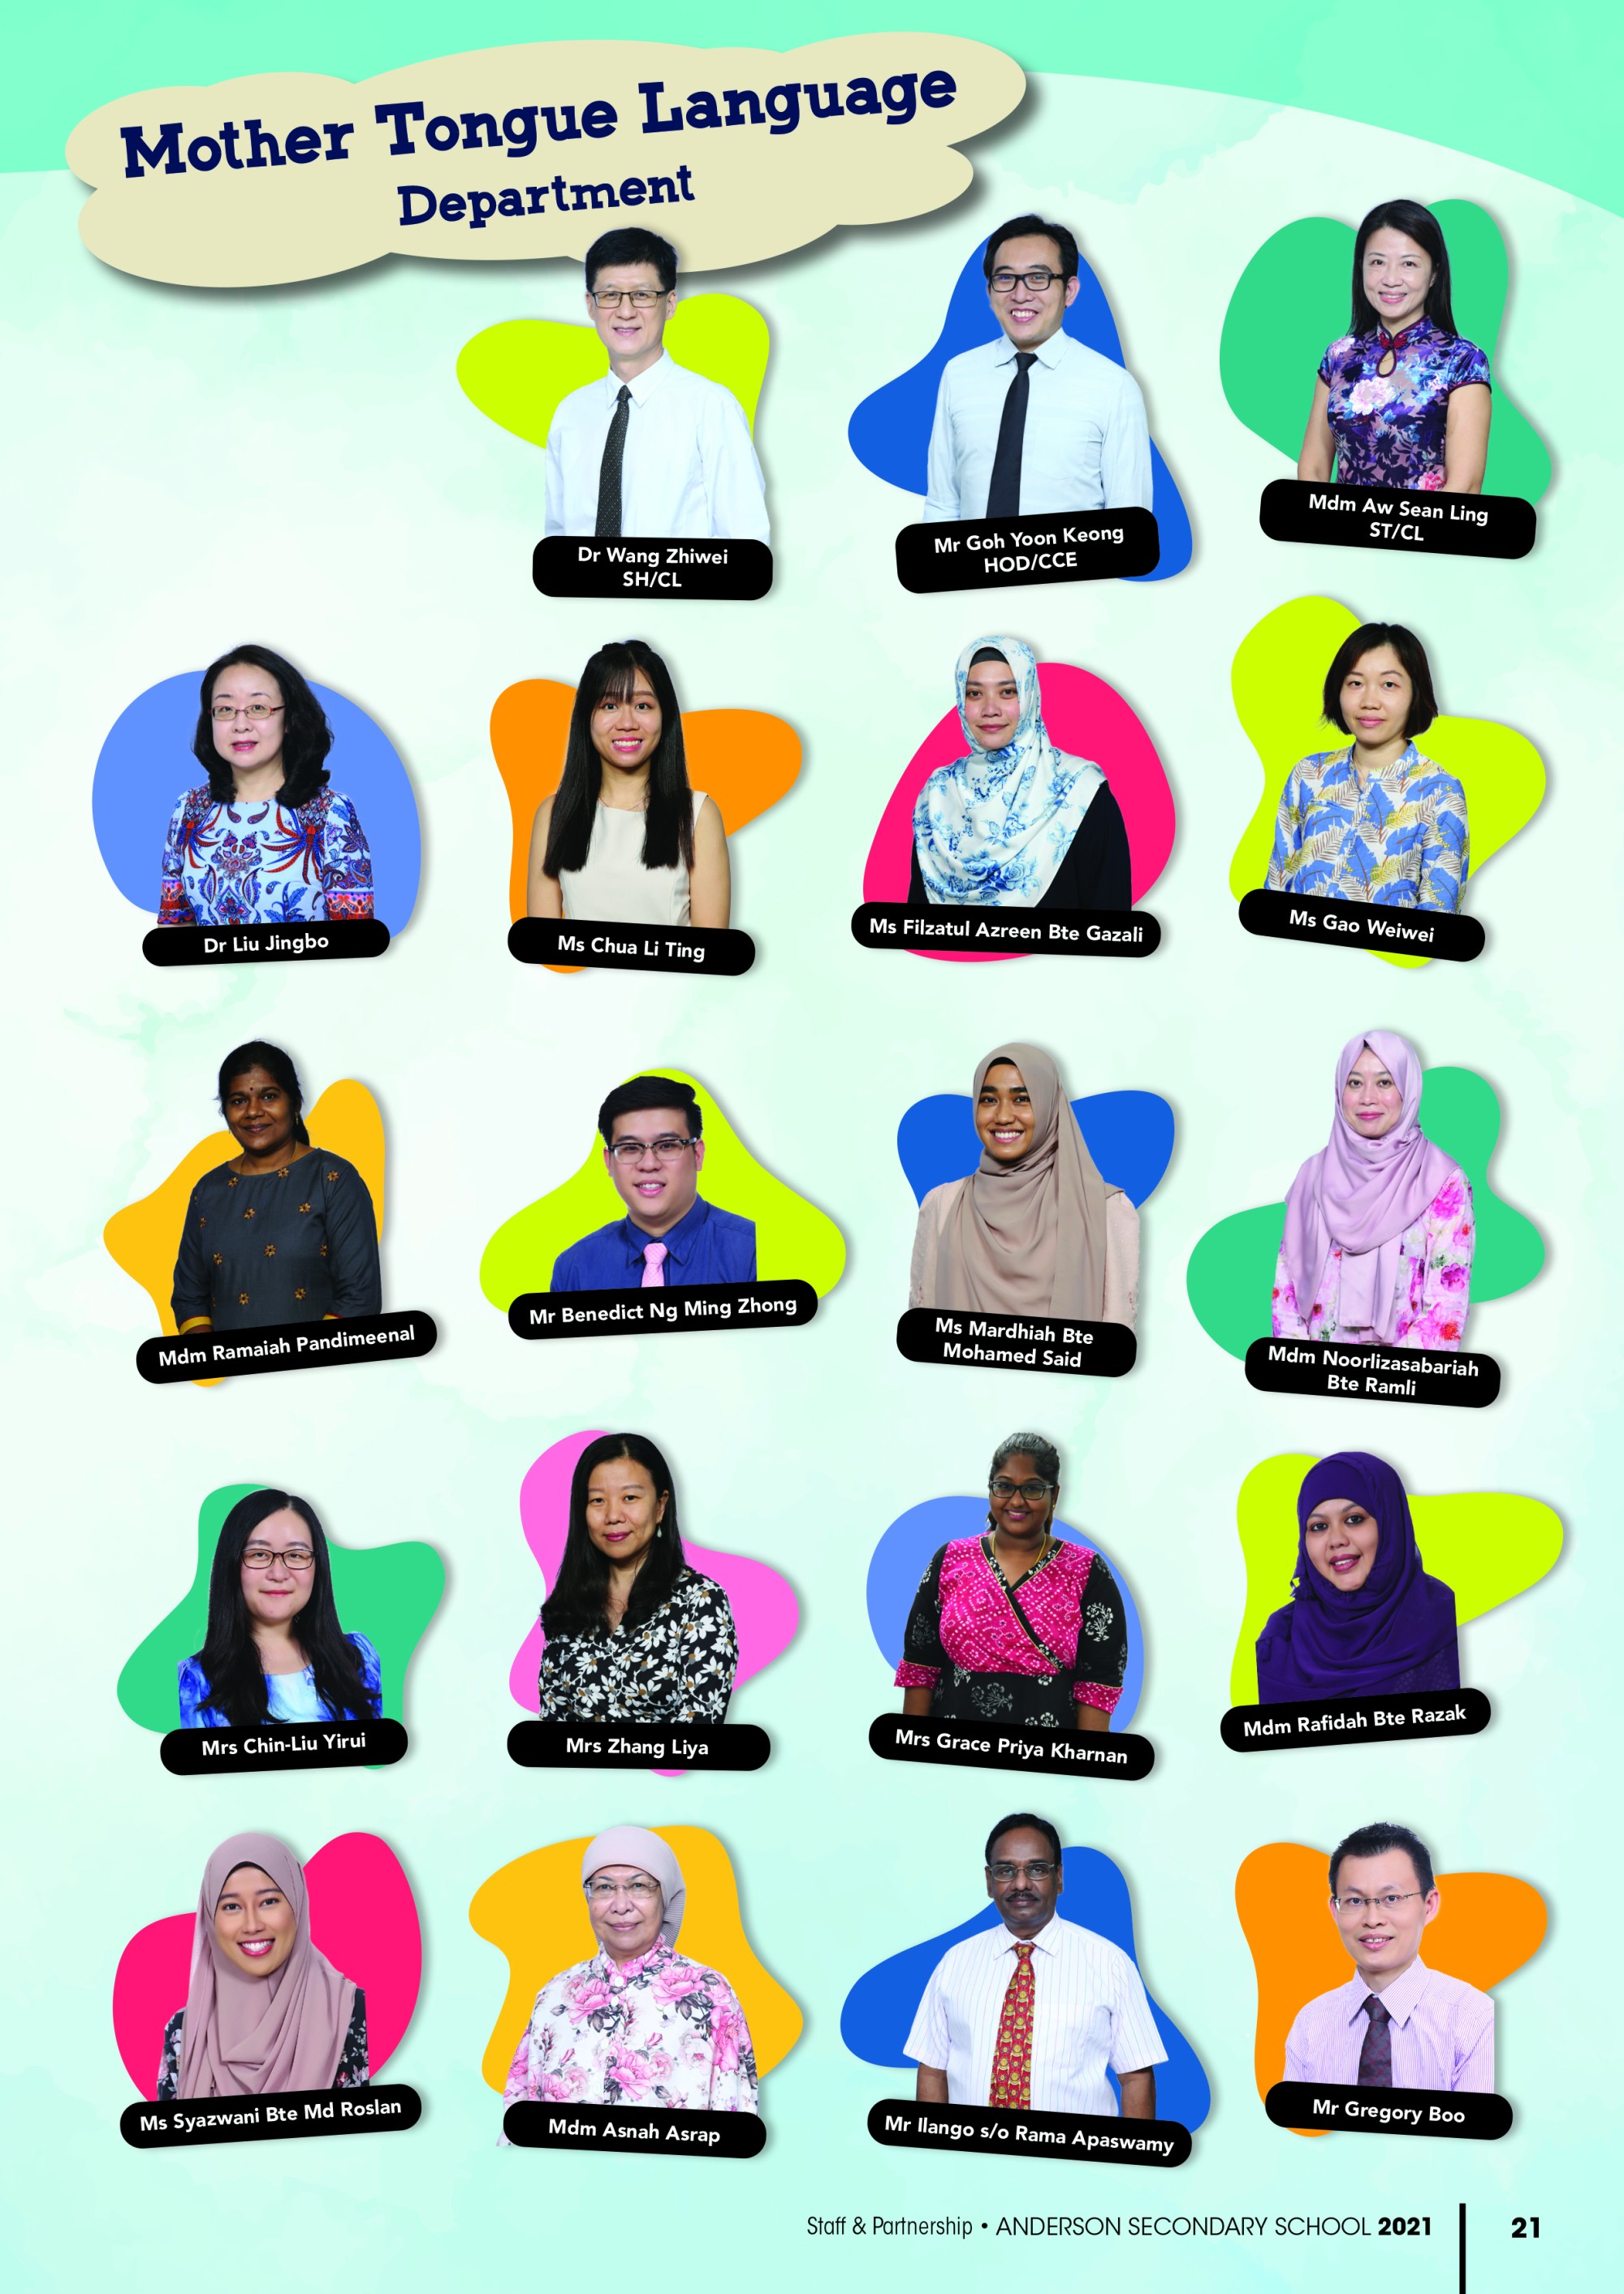 Mother Tongue Language
Department
Dr Wang Zhiwei
SH/CL
Mr Goh Yoon Keong
HOD/CCE
Mdm Aw Sean Ling
ST/CL
Dr Liu Jingbo
Ms Chua Li Ting
Ms Filzatul Azreen Bte Gazali
Ms Gao Weiwei
Mdm Ramaiah Pandimeenal
Mr Benedict Ng Ming Zhong
Ms Mardhiah Bte
Mohamed Said
Mdm Noorlizasabariah
Bte Ramli
Mrs Chin-Liu Yirui
Mrs Zhang Liya
Mrs Grace Priya Kharnan
Mdm Rafidah Bte Razak
Ms Syazwani Bte Md Roslan
Mdm Asnah Asrap
Mr Ilango s/o Rama Apaswamy
Mr Gregory Boo
Staff & Partnership • ANDERSON SECONDARY SCHOOL 2021
21